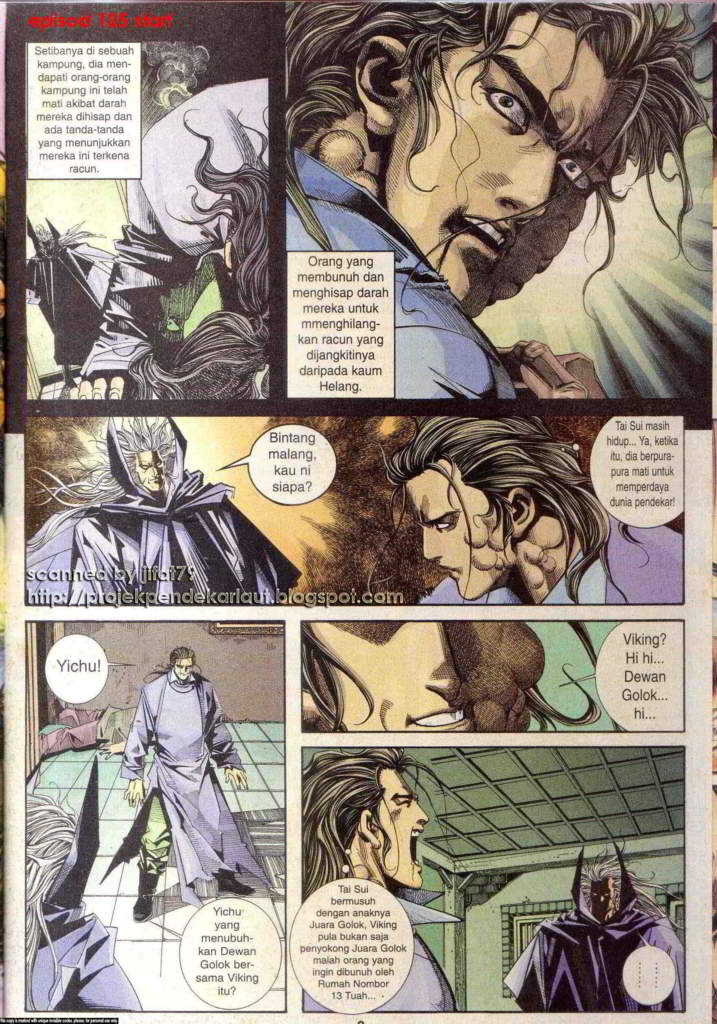 episod 155 start
Setibanya di sebuah
kampung, dia men-
dapati orang-orang
kampung ini telah
mati akibat darah
mereka dihisap dan
ada tanda-tanda
yang menunjukkan
mereka ini terkena
racun.
Orang yang
membunuh dan
menghisap darah
mereka untuk
mmenghilang-
kan racun yang
dijangkitinya
daripada kaum
Helang.
Bintang
malang,
kau ni
siapa?
Tai Sui masih
hidup... Ya, ketika
itu, dia berpura-
pura mati untuk
memperdaya
dunia pendekar!
scanned by jifat79
http://projekpendekarlaut.blogspot.com
Yichu!
Yichu
yang
menubuh-
kan Dewan
Golok ber-
sama Viking
itu?
Viking?
Hi hi...
Dewan
Golok...
hi...
Tai Sui
bermusuh
dengan anaknya
Juara Golok, Viking
pula bukan saja
penyokong Juara Golok
malah orang yang
ingin dibunuh oleh
Rumah Nombor
13 Tuah...